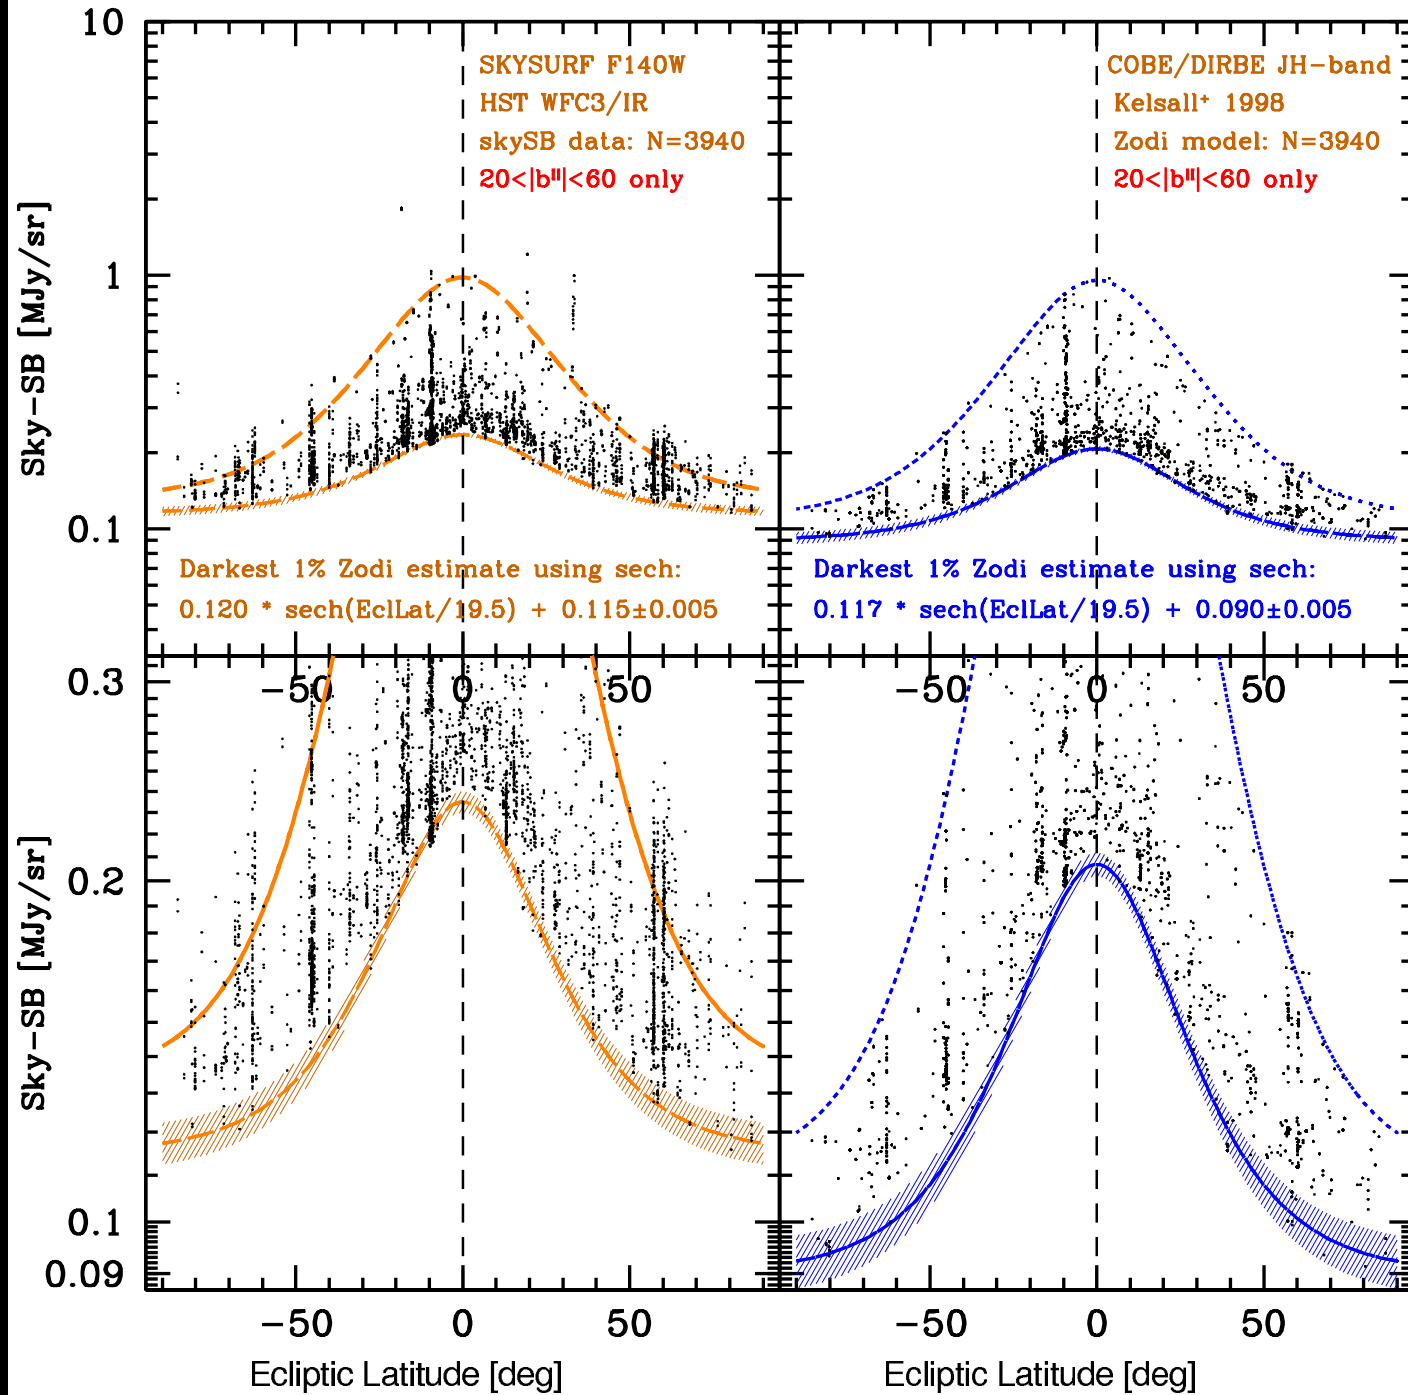 10
1
0.1
Sky-SB [MJy/sr]
SKYSURF F140W
HST WFC3/IR
skySB data: N=3940
20<|bᴵᴵ|<60 only
Darkest 1% Zodi estimate using sech:
0.120 * sech(EclLat/19.5) + 0.115±0.005
COBE/DIRBE JH-band
Kelsall⁺ 1998
Zodi model: N=3940
20<|bᴵᴵ|<60 only
Darkest 1% Zodi estimate using sech:
0.117 * sech(EclLat/19.5) + 0.090±0.005
-50 0 50
-50 0 50
0.3
0.2
0.1
0.09
Sky-SB [MJy/sr]
-50 0 50
-50 0 50
Ecliptic Latitude [deg]
Ecliptic Latitude [deg]